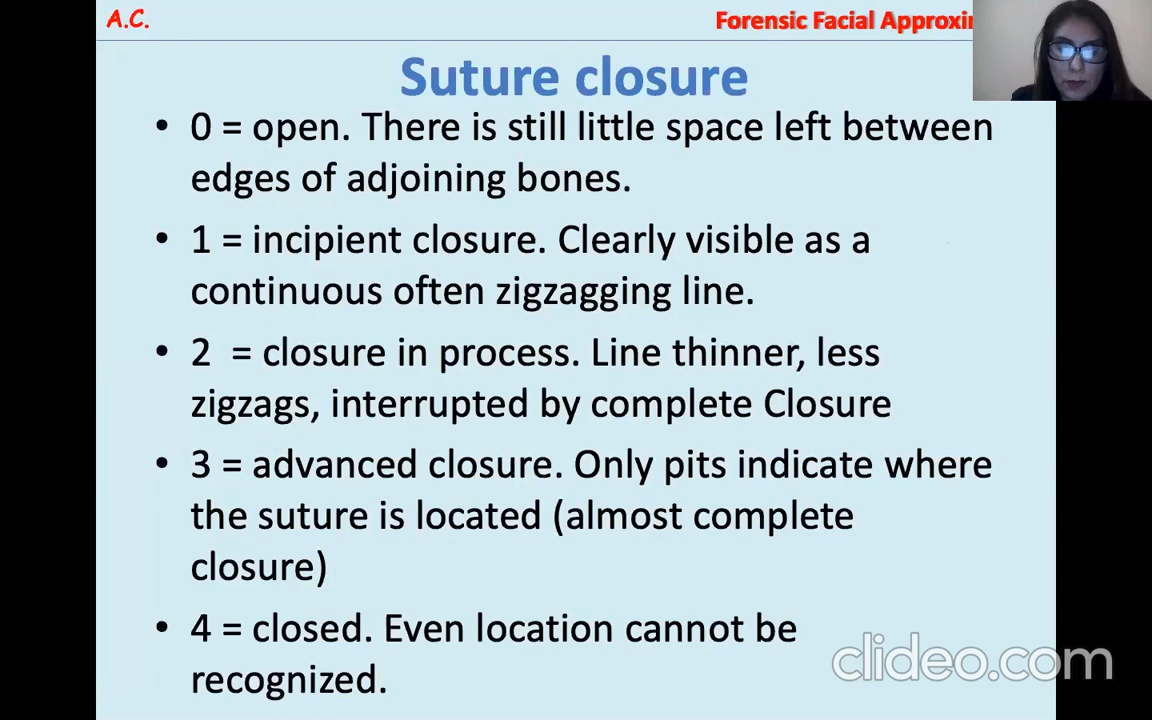 A.C.
Forensic Facial
Suture closure
• 0 = open. There is still little space left between
edges of adjoining bones.
• 1 = incipient closure. Clearly visible as a
continuous often zigzagging line.
• 2 = closure in process. Line thinner, less
zigzags, interrupted by complete Closure
• 3 = advanced closure. Only pits indicate where
the suture is located (almost complete
closure)
• 4 = closed. Even location cannot be
recognized.
clideo.com